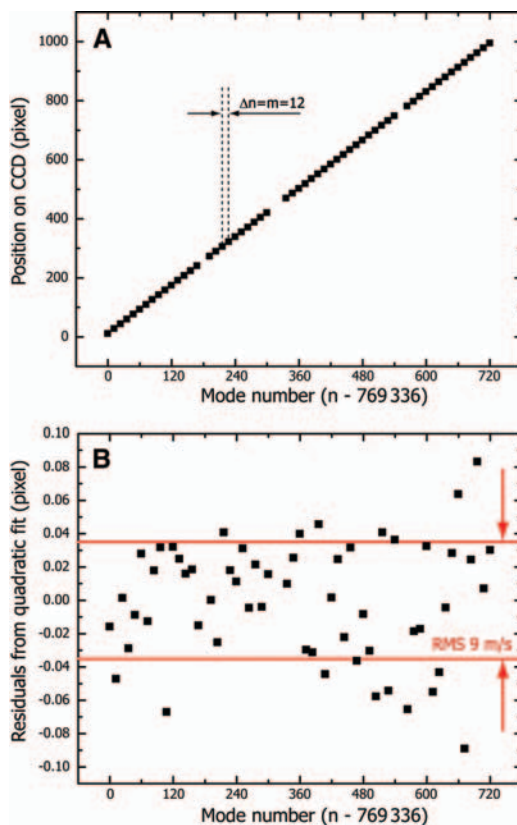 A
Position on CCD (pixel)
1000
800
600
400
200
0
Δn=m=12
0 120 240 360 480 600 720
Mode number (n - 769 336)
B
Residuals from quadratic fit (pixel)
0.10
0.08
0.06
0.04
0.02
0.00
-0.02
-0.04
-0.06
-0.08
-0.10
RMS 9 m/s
0 120 240 360 480 600 720
Mode number (n - 769 336)